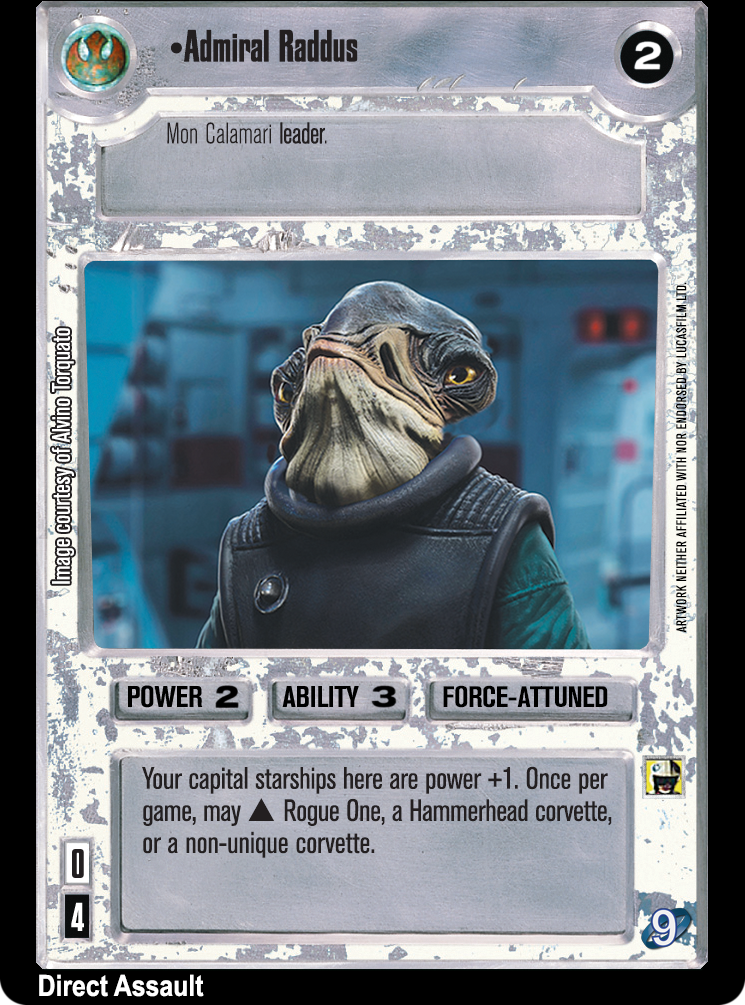 •Admiral Raddus
2
Mon Calamari leader.
Image courtesy of Alvino Torquato
ARTWORK NEITHER AFFILIATED WITH NOR ENDORSED BY LUCASFILM LTD.
POWER 2
ABILITY 3
FORCE-ATTUNED
Your capital starships here are power +1. Once per
game, may ▲ Rogue One, a Hammerhead corvette,
or a non-unique corvette.
0
4
9
Direct Assault